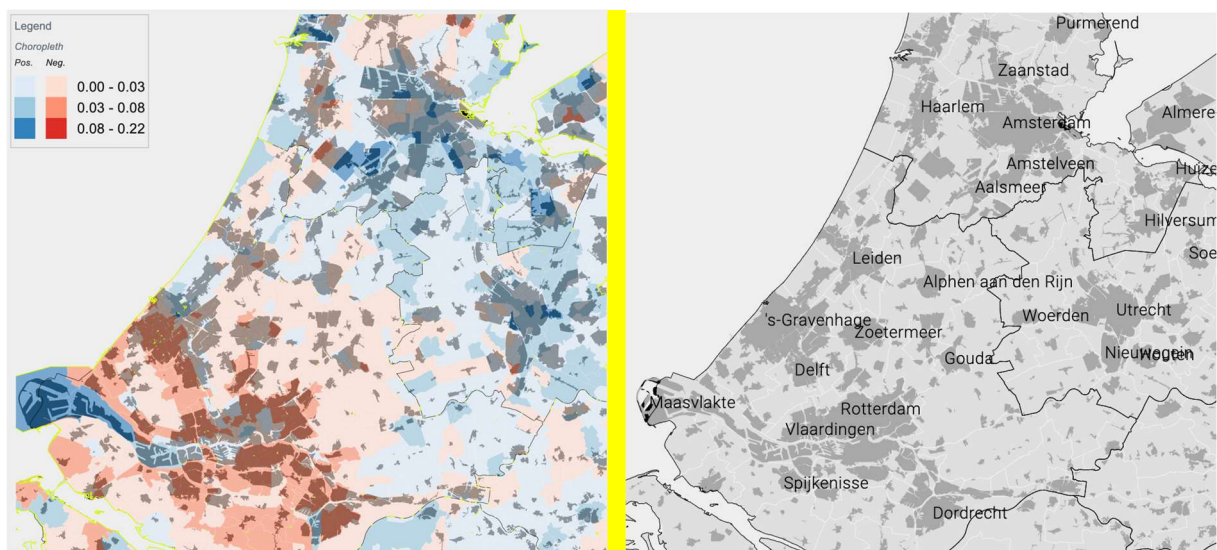 Legend
Choropleth
Pos. Neg.
0.00 - 0.03
0.03 - 0.08
0.08 - 0.22
Purmerend
Zaanstad
Haarlem
Amsterdam
Almere
Amstelveen
Huize
Aalsmeer
Hilversum
Soe
Leiden
Alphen aan den Rijn
's-Gravenhage
Zoetermeer
Woerden
Utrecht
Gouda
Nieuwegein
Houten
Delft
Maasvlakte
Rotterdam
Vlaardingen
Spijkenisse
Dordrecht